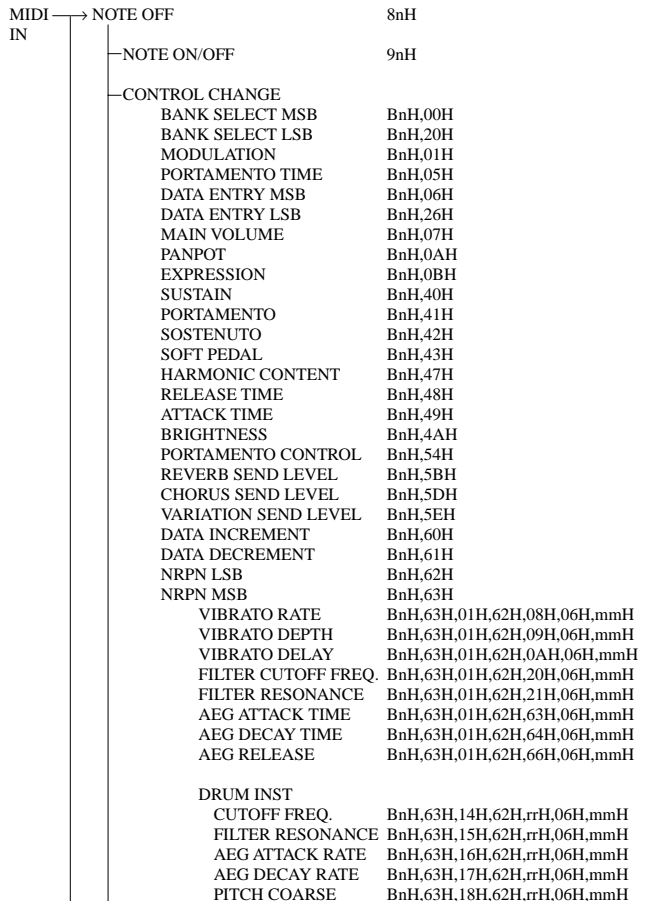 MIDI NOTE OFF 8nH
IN
NOTE ON/OFF 9nH
CONTROL CHANGE
BANK SELECT MSB BnH,00H
BANK SELECT LSB BnH,20H
MODULATION BnH,01H
PORTAMENTO TIME BnH,05H
DATA ENTRY MSB BnH,06H
DATA ENTRY LSB BnH,26H
MAIN VOLUME BnH,07H
PANPOT BnH,0AH
EXPRESSION BnH,0BH
SUSTAIN BnH,40H
PORTAMENTO BnH,41H
SOSTENUTO BnH,42H
SOFT PEDAL BnH,43H
HARMONIC CONTENT BnH,47H
RELEASE TIME BnH,48H
ATTACK TIME BnH,49H
BRIGHTNESS BnH,4AH
PORTAMENTO CONTROL BnH,54H
REVERB SEND LEVEL BnH,5BH
CHORUS SEND LEVEL BnH,5DH
VARIATION SEND LEVEL BnH,5EH
DATA INCREMENT BnH,60H
DATA DECREMENT BnH,61H
NRPN LSB BnH,62H
NRPN MSB BnH,63H
VIBRATO RATE BnH,63H,01H,62H,08H,06H,mmH
VIBRATO DEPTH BnH,63H,01H,62H,09H,06H,mmH
VIBRATO DELAY BnH,63H,01H,62H,0AH,06H,mmH
FILTER CUTOFF FREQ. BnH,63H,01H,62H,20H,06H,mmH
FILTER RESONANCE BnH,63H,01H,62H,21H,06H,mmH
AEG ATTACK TIME BnH,63H,01H,62H,63H,06H,mmH
AEG DECAY TIME BnH,63H,01H,62H,64H,06H,mmH
AEG RELEASE BnH,63H,01H,62H,66H,06H,mmH
DRUM INST
CUTOFF FREQ. BnH,63H,14H,62H,rrH,06H,mmH
FILTER RESONANCE BnH,63H,15H,62H,rrH,06H,mmH
AEG ATTACK RATE BnH,63H,16H,62H,rrH,06H,mmH
AEG DECAY RATE BnH,63H,17H,62H,rrH,06H,mmH
PITCH COARSE BnH,63H,18H,62H,rrH,06H,mmH